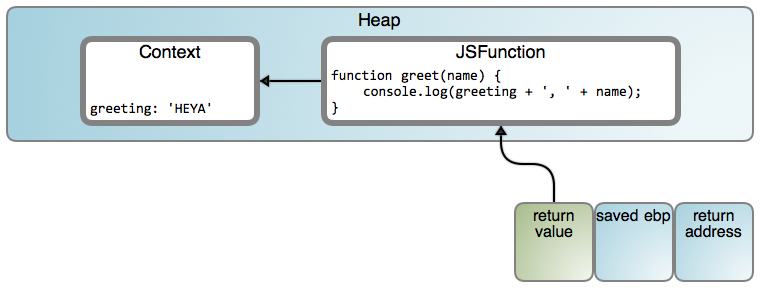 Heap
Context
greeting: 'HEYA'
JSFunction
function greet(name) {
    console.log(greeting + ', ' + name);
}
return
value
saved ebp
return
address